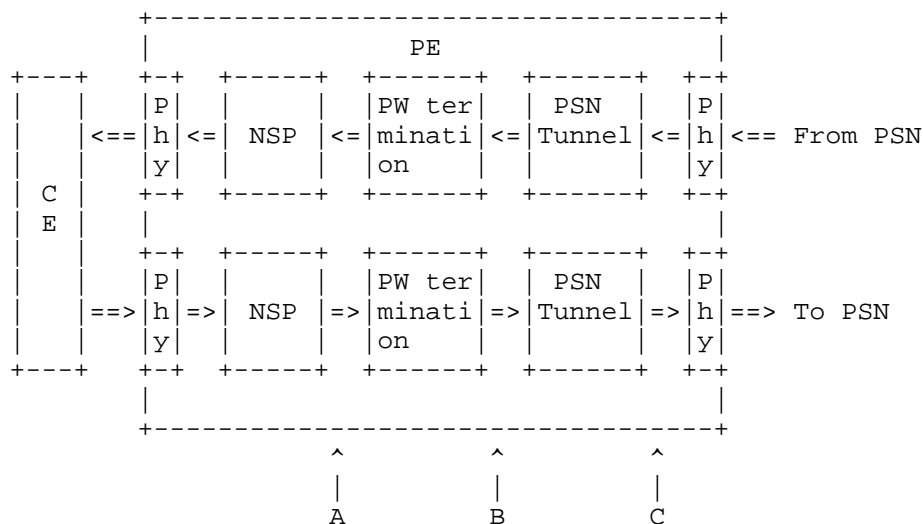 PE
P PW ter PSN P
h <== <= NSP <= minati <= Tunnel <= h <== From PSN
y on y
C
E
P PW ter PSN P
h ==> => NSP => minati => Tunnel => h ==> To PSN
y on y
^ ^ ^
A B C